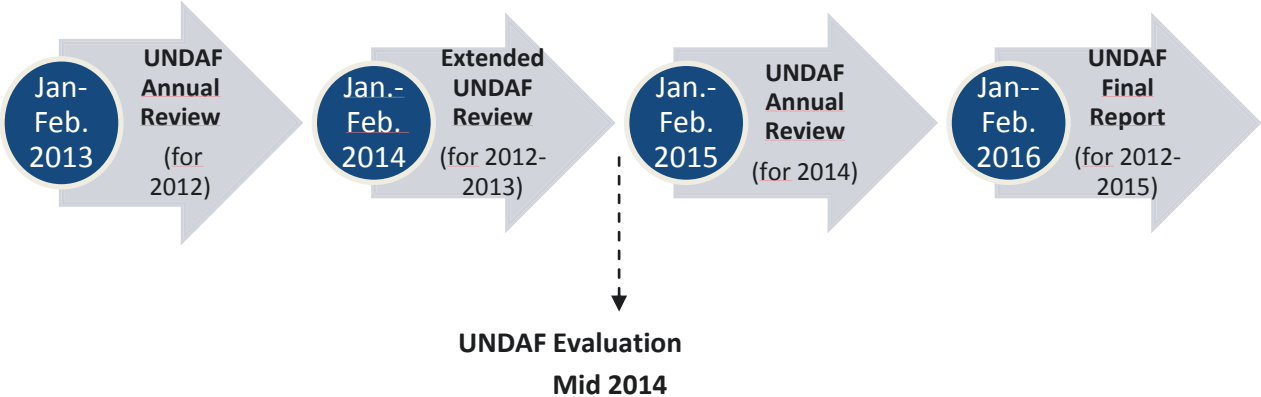 Jan-
Feb.
2013
UNDAF
Annual
Review
(for
2012)
Jan.-
Feb.
2014
Extended
UNDAF
Review
(for 2012-
2013)
Jan.-
Feb.
2015
UNDAF
Annual
Review
(for 2014)
Jan--
Feb.
2016
UNDAF
Final
Report
(for 2012-
2015)
UNDAF Evaluation
Mid 2014